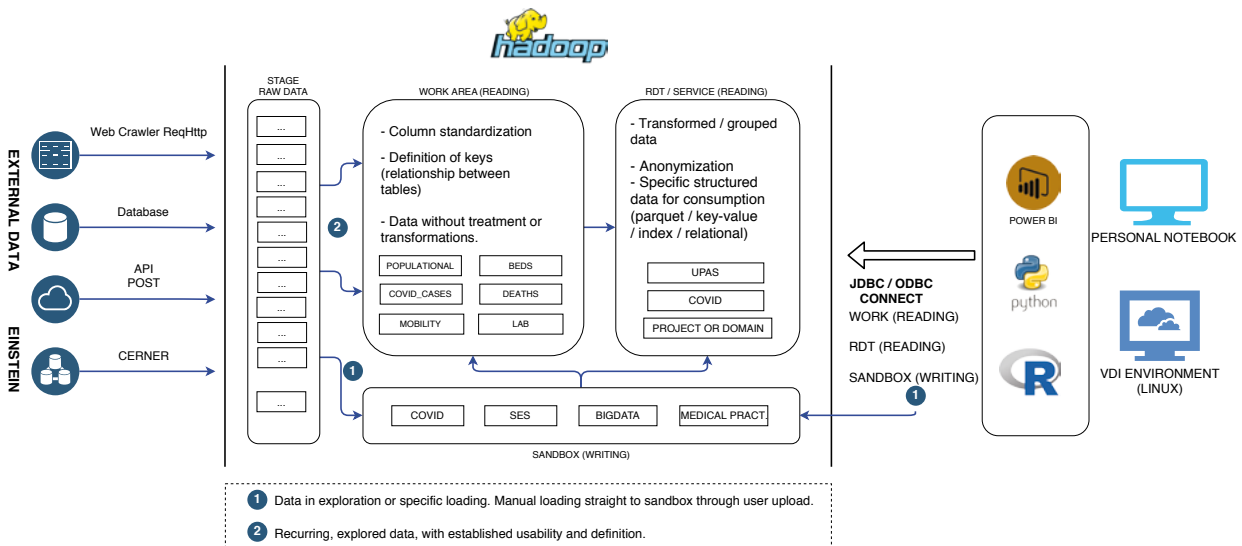 hadoop
STAGE
RAW DATA
WORK AREA (READING)
RDT / SERVICE (READING)
EXTERNAL DATA
EINSTEIN
Web Crawler ReqHttp
Database
API
POST
CERNER
...
...
...
...
...
...
...
...
...
...
- Column standardization
- Definition of keys
(relationship between
tables)
- Data without treatment or
transformations.
POPULATIONAL
BEDS
COVID_CASES
DEATHS
MOBILITY
LAB
- Transformed / grouped
data
- Anonymization
- Specific structured
data for consumption
(parquet / key-value
/ index / relational)
UPAS
COVID
PROJECT OR DOMAIN
2
1
COVID
SES
BIGDATA
MEDICAL PRACT.
SANDBOX (WRITING)
JDBC / ODBC
CONNECT
WORK (READING)
RDT (READING)
SANDBOX (WRITING)
1
POWER BI
python
R
PERSONAL NOTEBOOK
VDI ENVIRONMENT
(LINUX)
1 Data in exploration or specific loading. Manual loading straight to sandbox through user upload.
2 Recurring, explored data, with established usability and definition.